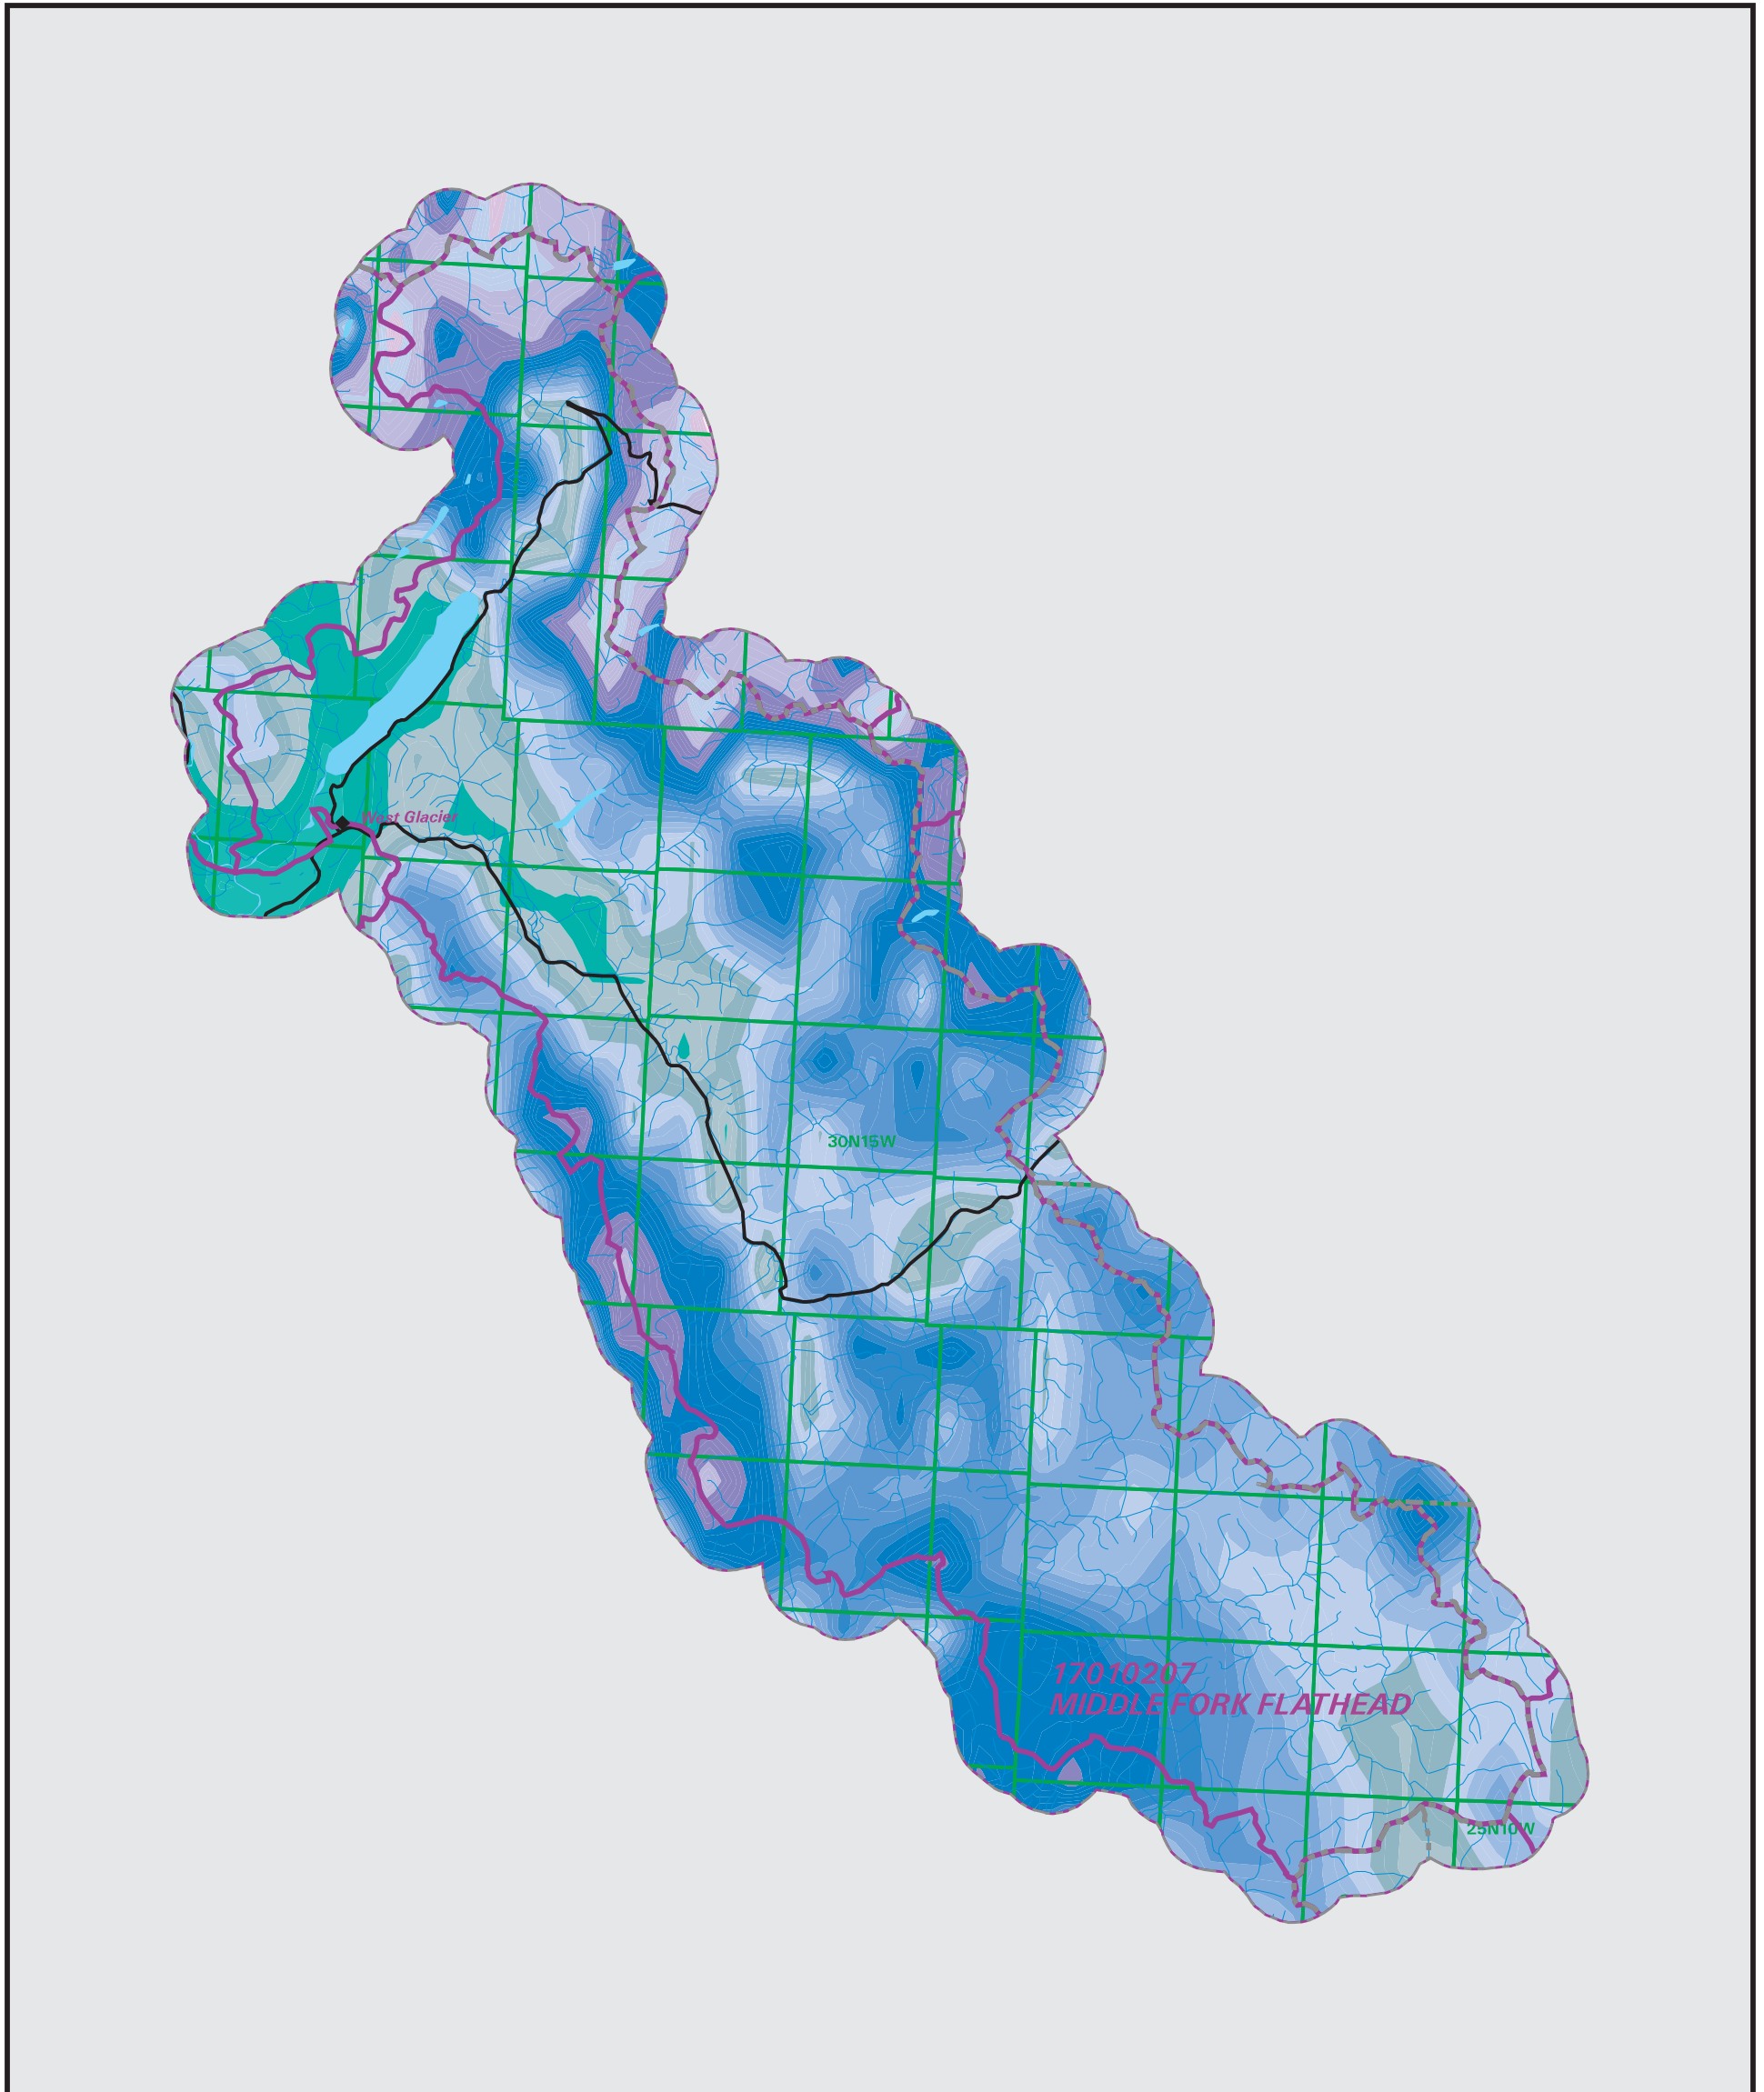 West Glacier
30N15W
17010207
MIDDLE FORK FLATHEAD
25N10W